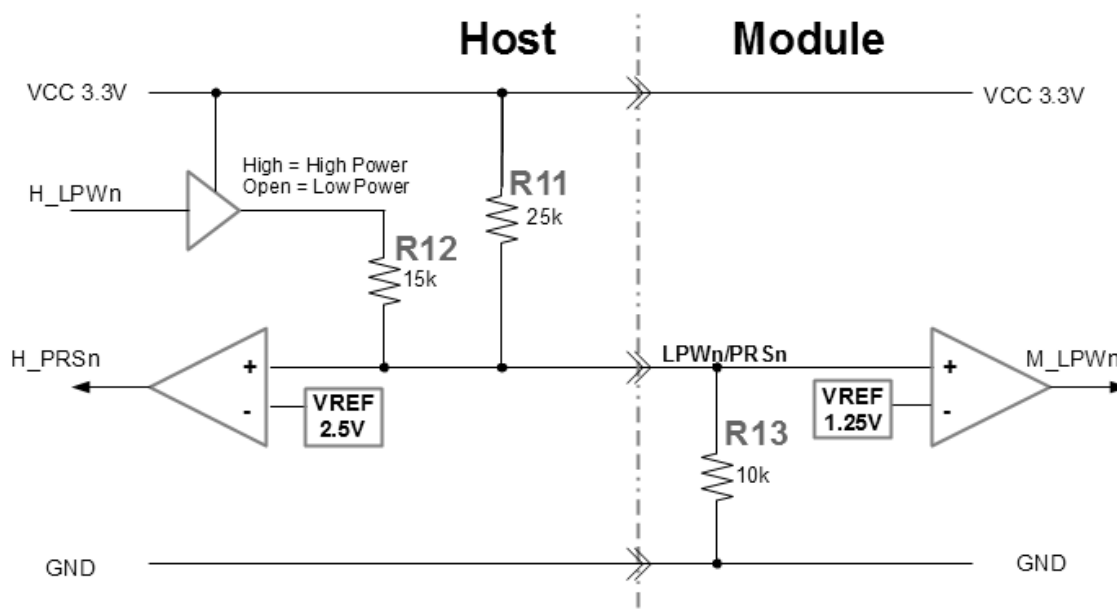 Host
Module
VCC 3.3V
VCC 3.3V
High = High Power
Open = Low Power
H_LPWn
R11
25k
R12
15k
H_PRSn
LPWn/PRSn
M_LPWn
+
-
VREF
2.5V
+
-
VREF
1.25V
R13
10k
GND
GND